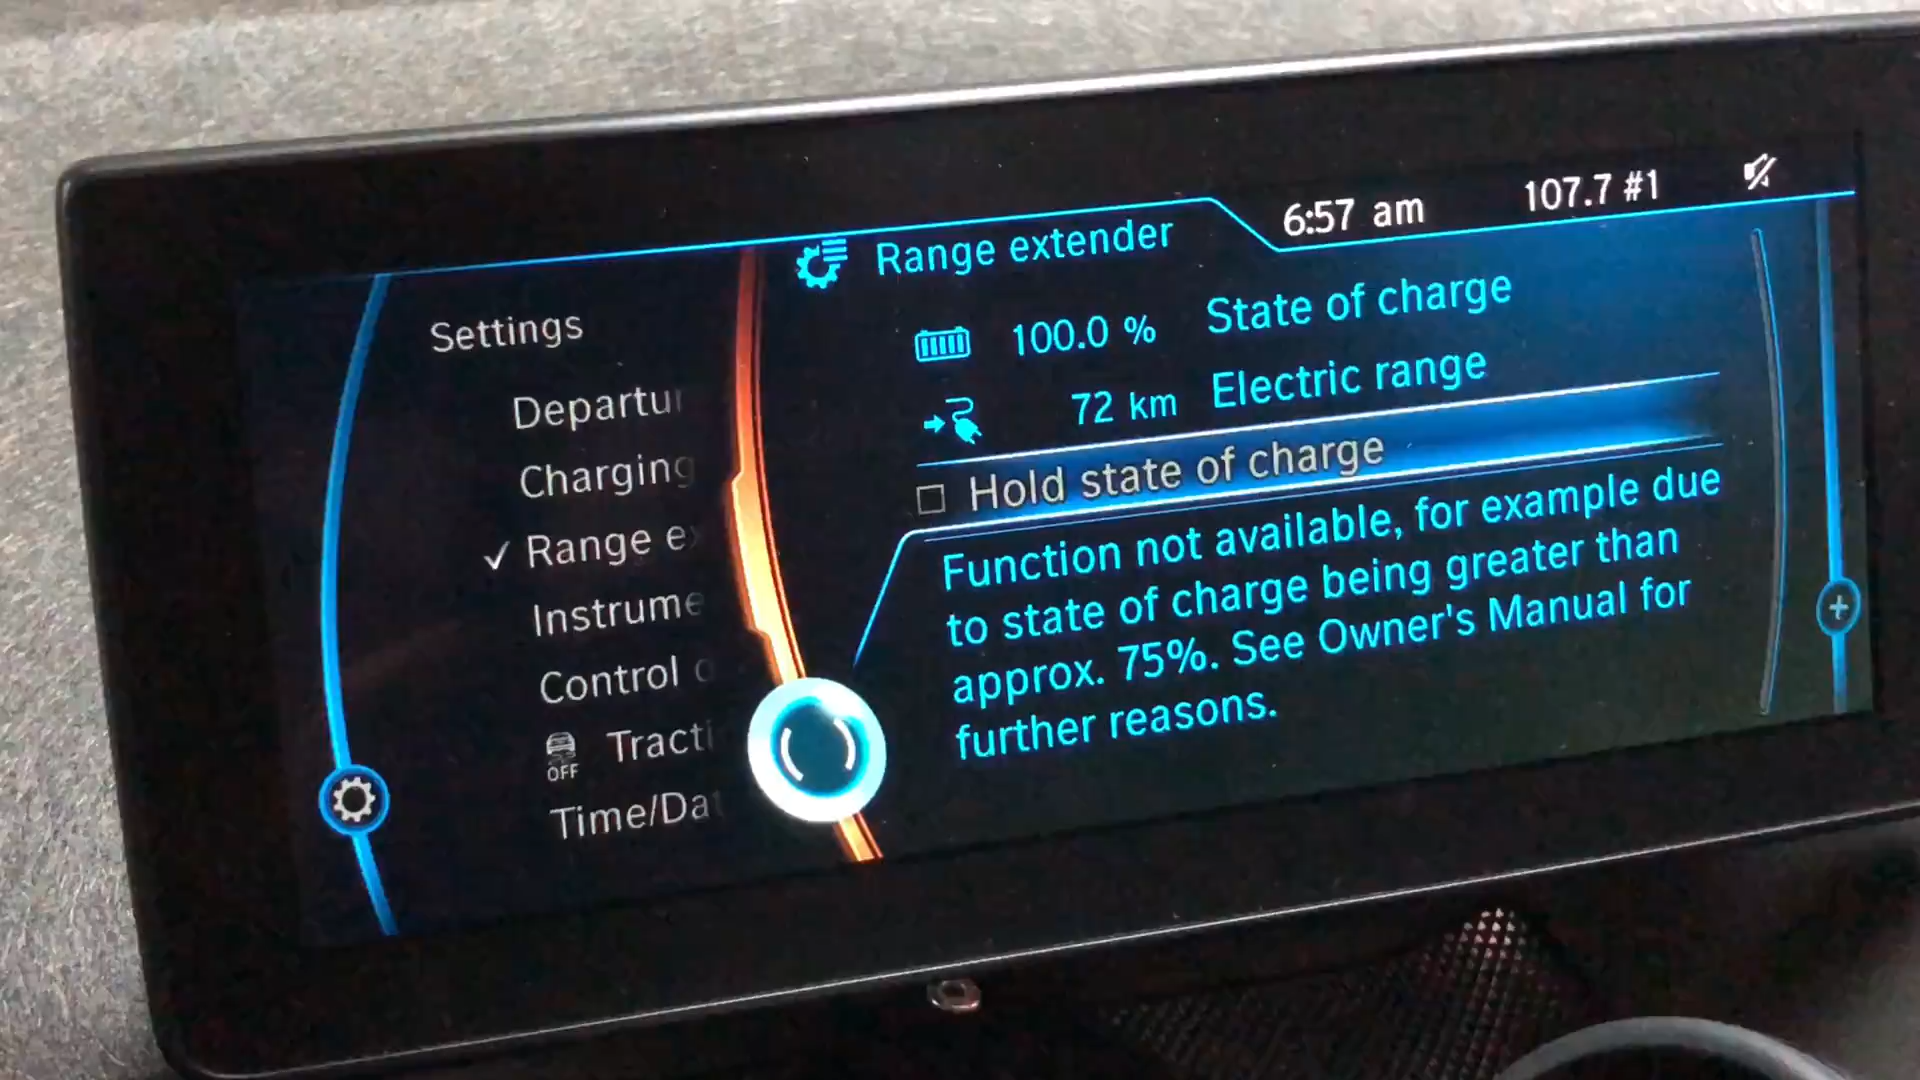 6:57 am
107.7 #1
Range extender
Settings
Departu
Charging
Range e
Instrume
Control
OFF
Tracti
Time/Da
100.0 % State of charge
72 km Electric range
Hold state of charge
Function not available, for example due
to state of charge being greater than
approx. 75%. See Owner's Manual for
further reasons.